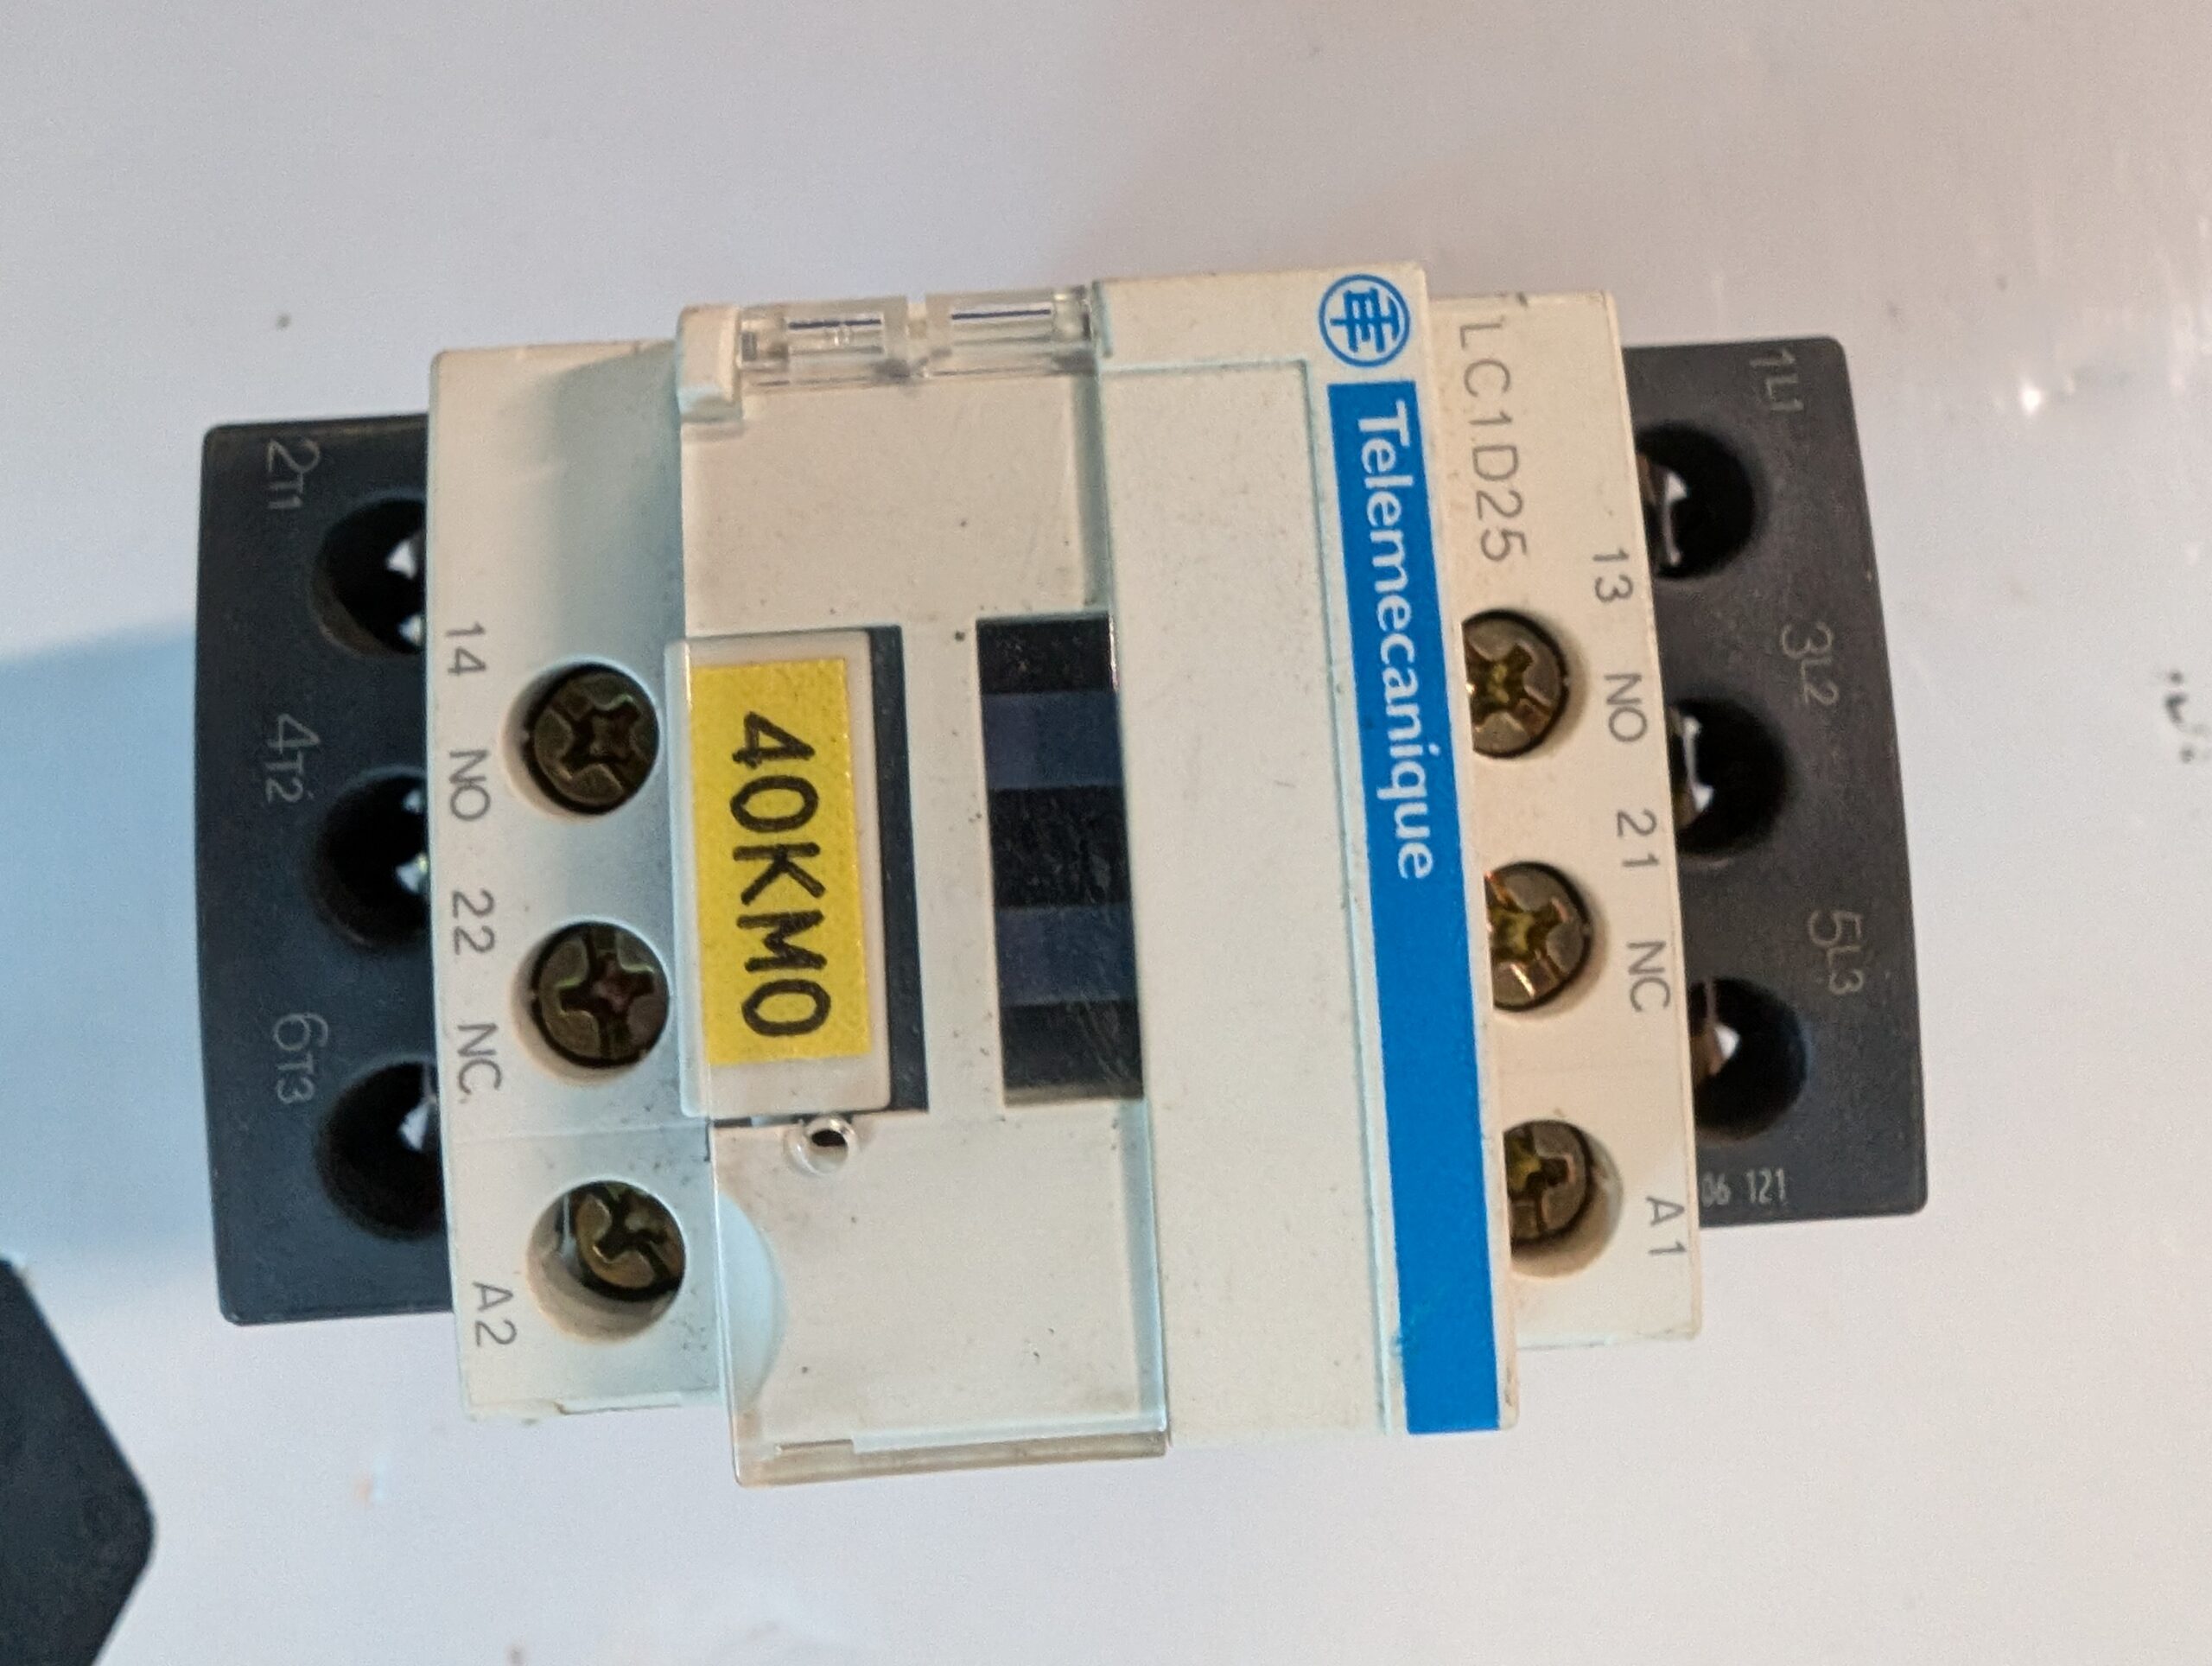 1L1 3L2 5L3
06 121
13 NO 21 NC A1
LC1D25
Telemecanique
40KM0
14 NO 22 NC A2
2T1 4T2 6T3